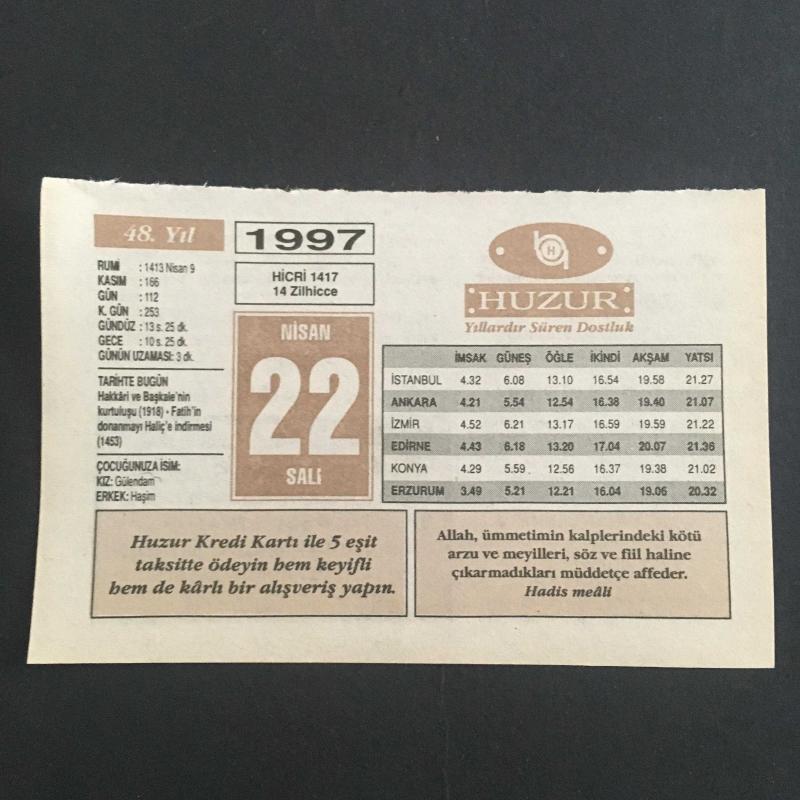 48. Yıl
1997
RUMİ : 1413 Nisan 9
KASIM : 166
GÜN : 112
K. GÜN : 253
GÜNDÜZ : 13 s. 25 dk.
GECE : 10 s. 25 dk.
GÜNÜN UZAMASI: 3 dk.
TARİHTE BUGÜN
Hakkâri ve Başkale'nin
kurtuluşu (1918) - Fatih'in
donanmayı Haliç'e indirmesi
(1453)
ÇOCUĞUNUZA İSİM:
KIZ: Gülendam
ERKEK: Haşim
HİCRİ 1417
14 Zilhicce
NİSAN
22
SALI
H
HUZUR
Yıllardır Süren Dostluk
İMSAK GÜNEŞ ÖĞLE İKİNDİ AKŞAM YATSI
İSTANBUL 4.32 6.08 13.10 16.54 19.58 21.27
ANKARA 4.21 5.54 12.54 16.38 19.40 21.07
İZMİR 4.52 6.21 13.17 16.59 19.59 21.22
EDİRNE 4.43 6.18 13.20 17.04 20.07 21.36
KONYA 4.29 5.59 12.56 16.37 19.38 21.02
ERZURUM 3.49 5.21 12.21 16.04 19.06 20.32
Huzur Kredi Kartı ile 5 eşit
taksitte ödeyin hem keyifli
hem de kârlı bir alışveriş yapın.
Allah, ümmetimin kalplerindeki kötü
arzu ve meyilleri, söz ve fiil haline
çıkarmadıkları müddetçe affeder.
Hadis meâli